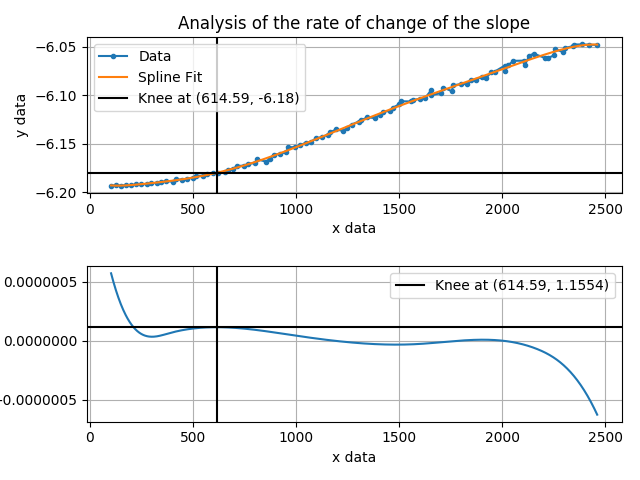 Analysis of the rate of change of the slope
−6.05
−6.10
−6.15
−6.20
y data
Data
Spline Fit
Knee at (614.59, -6.18)
0 500 1000 1500 2000 2500
x data
0.0000005
0.0000000
−0.0000005
Knee at (614.59, 1.1554)
0 500 1000 1500 2000 2500
x data